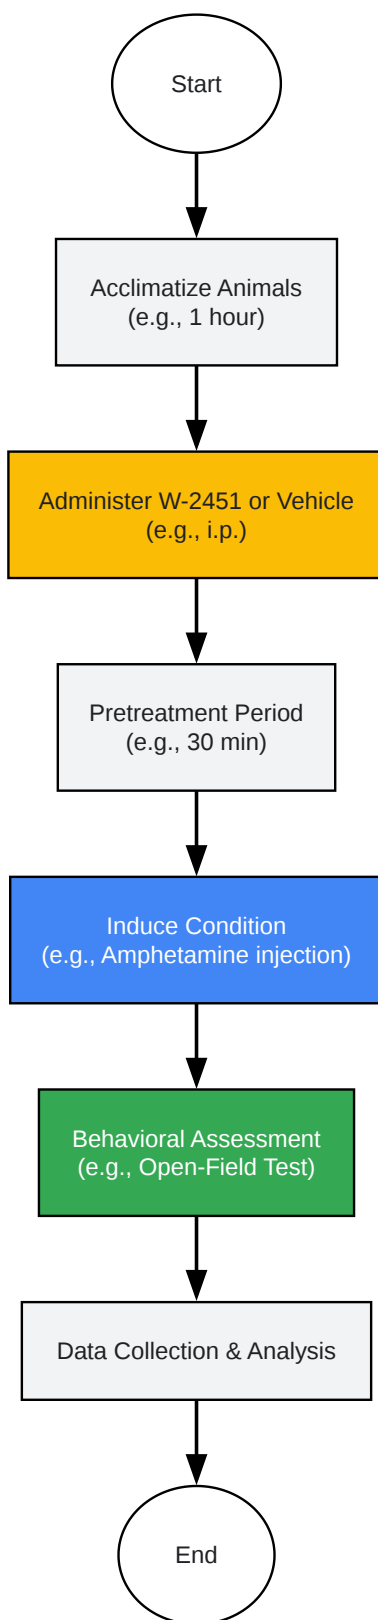 Start
Acclimatize Animals
(e.g., 1 hour)
Administer W-2451 or Vehicle
(e.g., i.p.)
Pretreatment Period
(e.g., 30 min)
Induce Condition
(e.g., Amphetamine injection)
Behavioral Assessment
(e.g., Open-Field Test)
Data Collection & Analysis
End